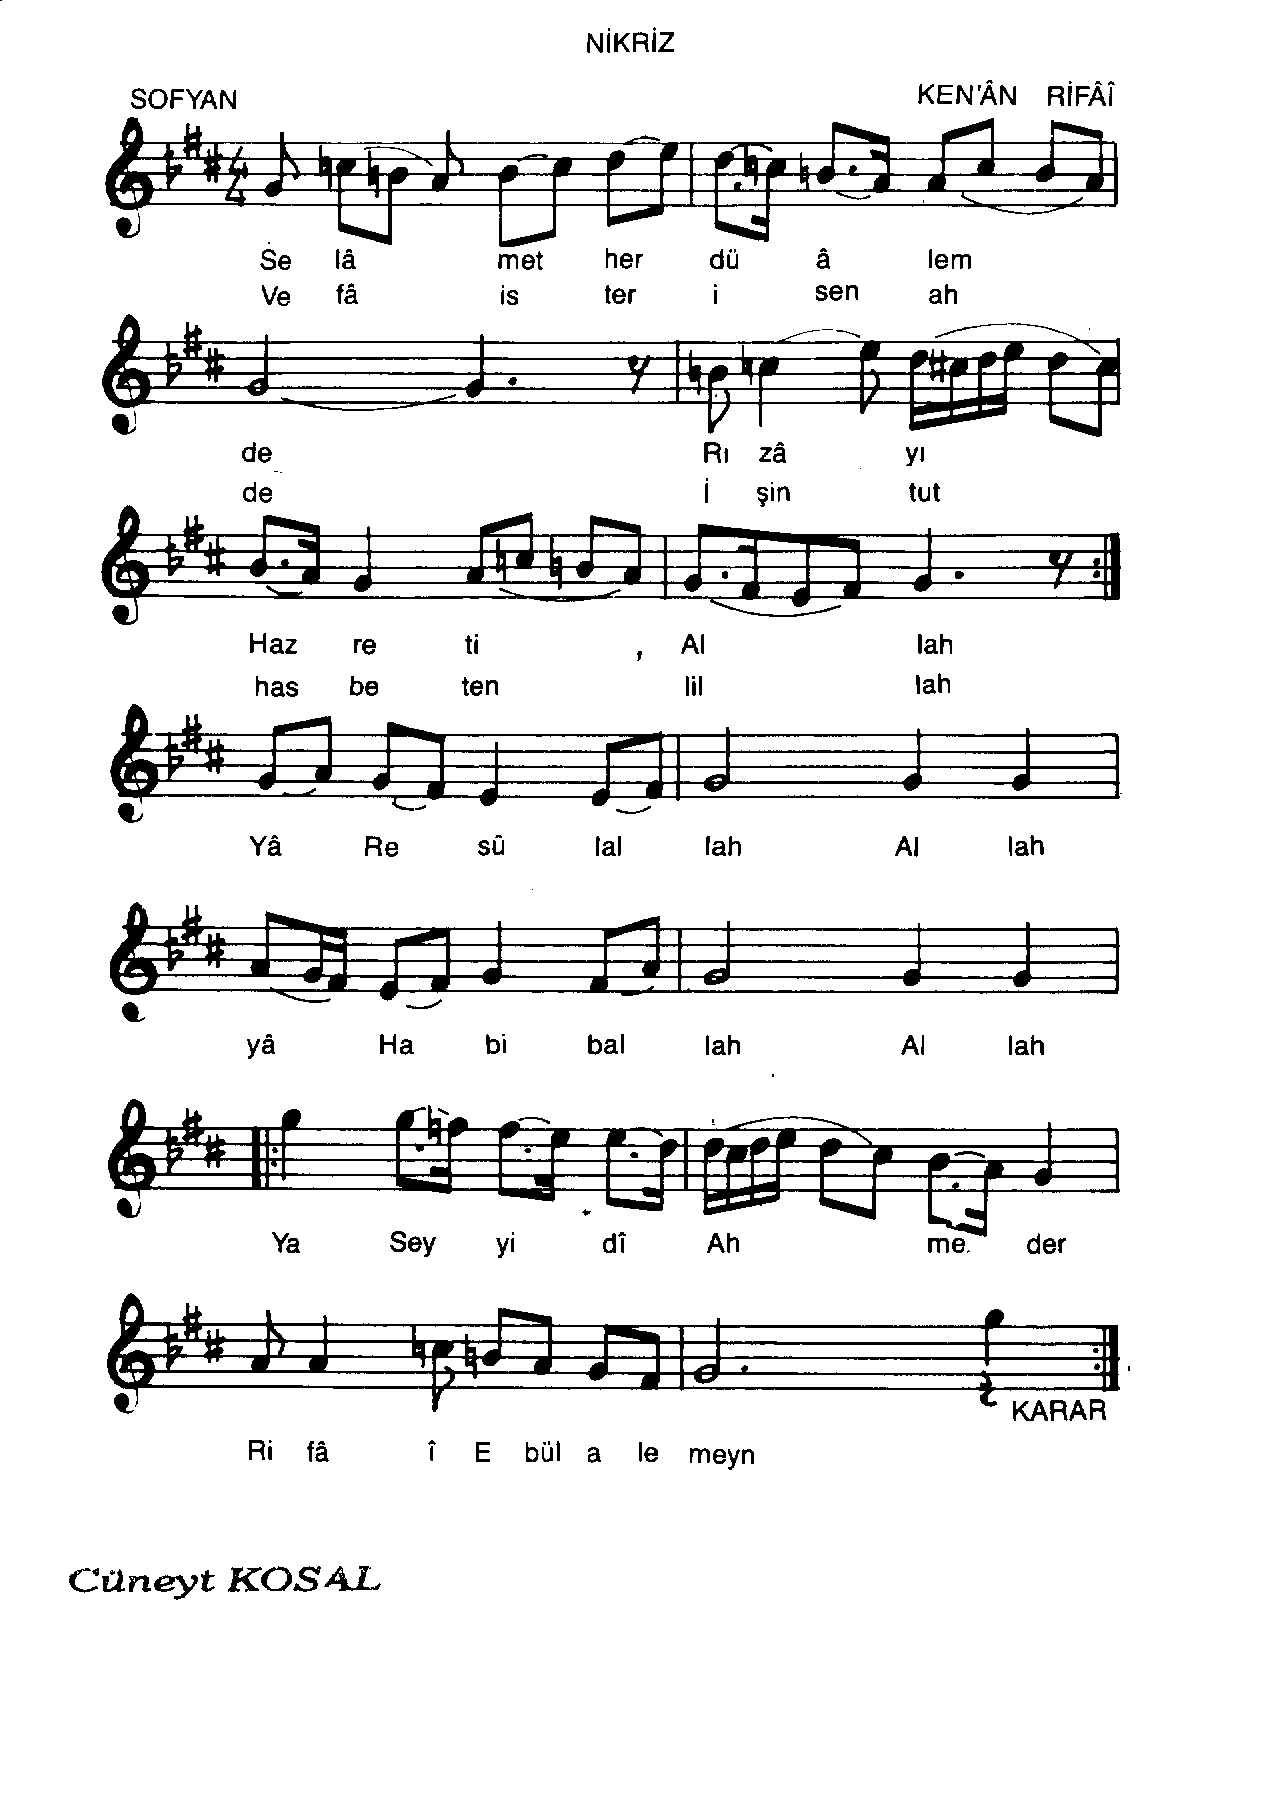 NİKRİZ
SOFYAN
KEN'ÂN RİFÂÎ
4
4
Se lâ met her dü â lem
Ve fâ is ter i sen ah
de Rı zâ yı
de İ şin tut
Haz re ti , Al lah
has be ten lil lah
Yâ Re sû lal lah Al lah
yâ Ha bi bal lah Al lah
Ya Sey yi dî Ah me. der
KARAR
Ri fâ î E bül a le meyn
Cüneyt KOSAL